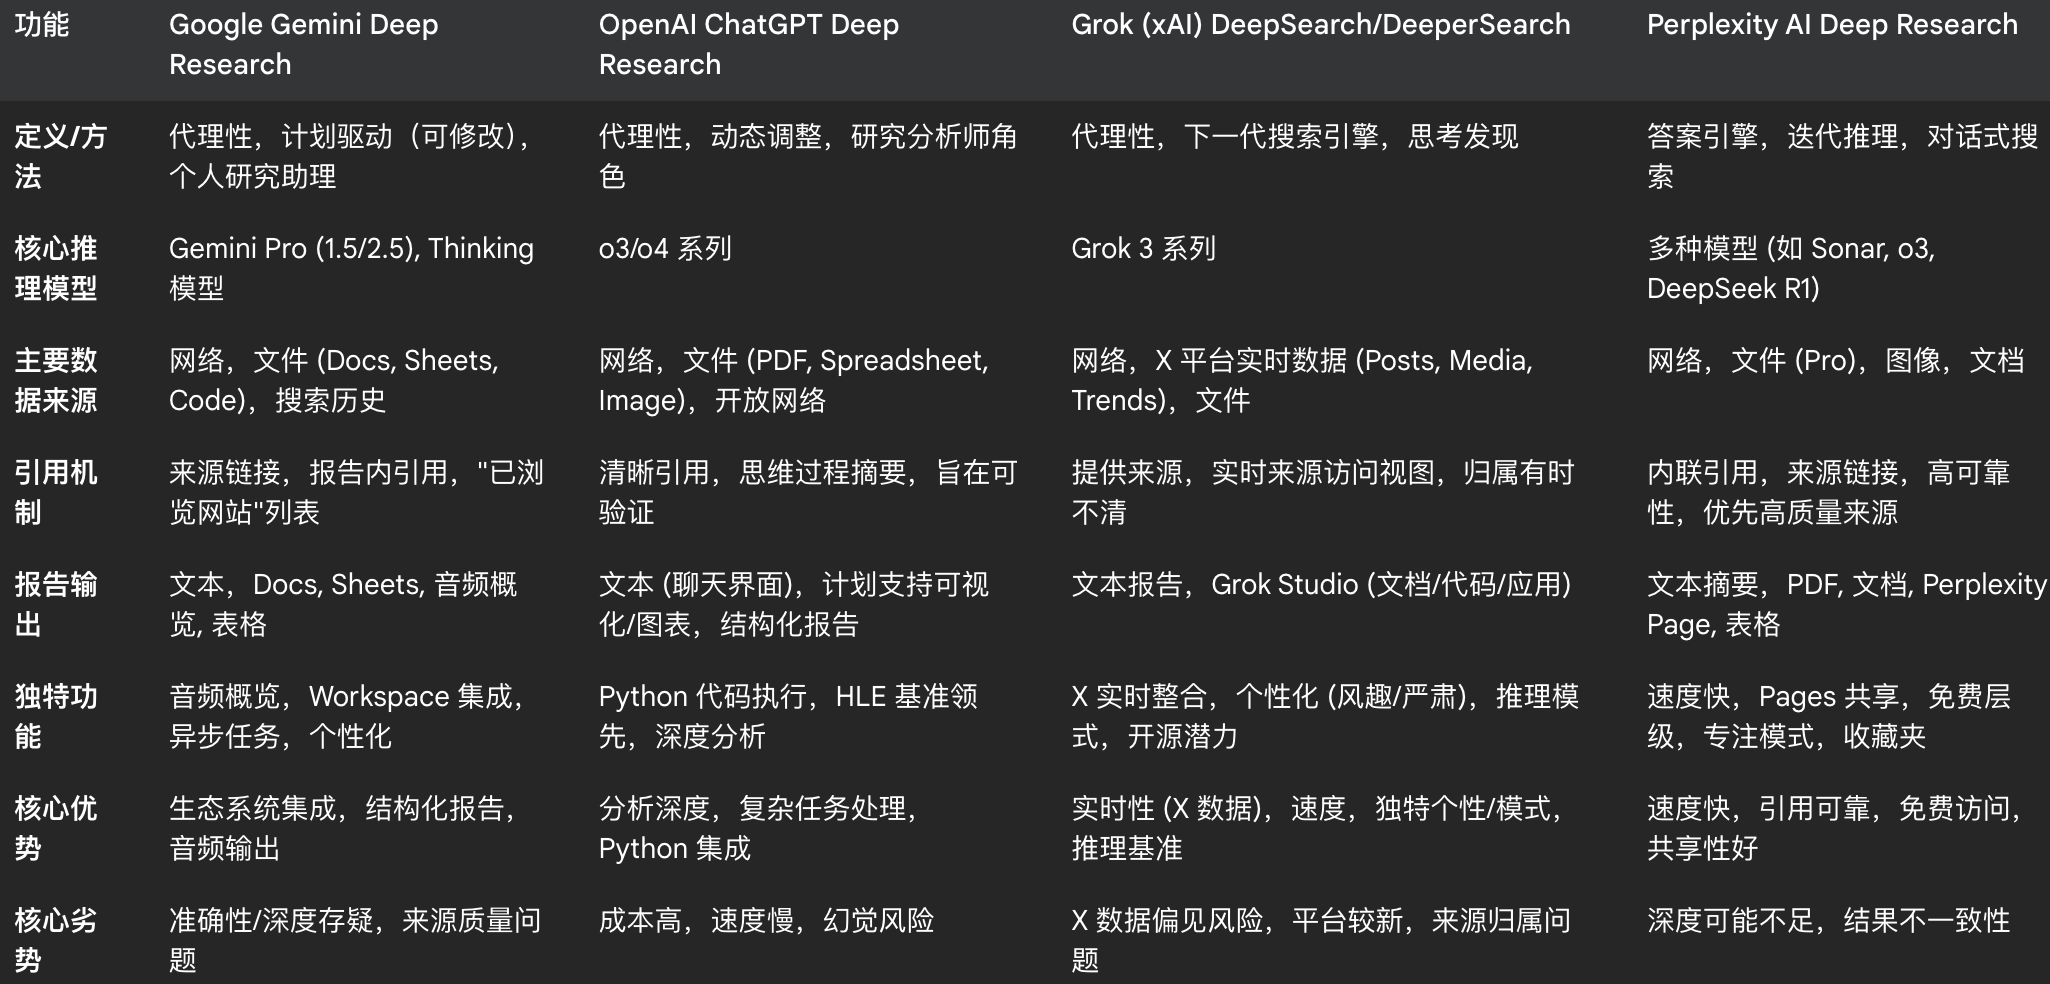 功能
Google Gemini Deep
Research
OpenAI ChatGPT Deep
Research
Grok (xAI) DeepSearch/DeeperSearch
Perplexity AI Deep Research
定义/方
法
代理性，计划驱动（可修改），
个人研究助理
代理性，动态调整，研究分析师角
色
代理性，下一代搜索引擎，思考发现
答案引擎，迭代推理，对话式搜
索
核心推
理模型
Gemini Pro (1.5/2.5), Thinking
模型
o3/o4 系列
Grok 3 系列
多种模型 (如 Sonar, o3,
DeepSeek R1)
主要数
据来源
网络，文件 (Docs, Sheets,
Code)，搜索历史
网络，文件 (PDF, Spreadsheet,
Image)，开放网络
网络，X 平台实时数据 (Posts, Media,
Trends)，文件
网络，文件 (Pro)，图像，文档
引用机
制
来源链接，报告内引用，"已浏
览网站"列表
清晰引用，思维过程摘要，旨在可
验证
提供来源，实时来源访问视图，归属有时
不清
内联引用，来源链接，高可靠
性，优先高质量来源
报告输
出
文本，Docs, Sheets, 音频概
览, 表格
文本 (聊天界面)，计划支持可视
化/图表，结构化报告
文本报告，Grok Studio (文档/代码/应用)
文本摘要，PDF, 文档, Perplexity
Page, 表格
独特功
能
音频概览，Workspace 集成，
异步任务，个性化
Python 代码执行，HLE 基准领
先，深度分析
X 实时整合，个性化 (风趣/严肃)，推理模
式，开源潜力
速度快，Pages 共享，免费层
级，专注模式，收藏夹
核心优
势
生态系统集成，结构化报告，
音频输出
分析深度，复杂任务处理，
Python 集成
实时性 (X 数据)，速度，独特个性/模式，
推理基准
速度快，引用可靠，免费访问，
共享性好
核心劣
势
准确性/深度存疑，来源质量问
题
成本高，速度慢，幻觉风险
X 数据偏见风险，平台较新，来源归属问
题
深度可能不足，结果不一致性